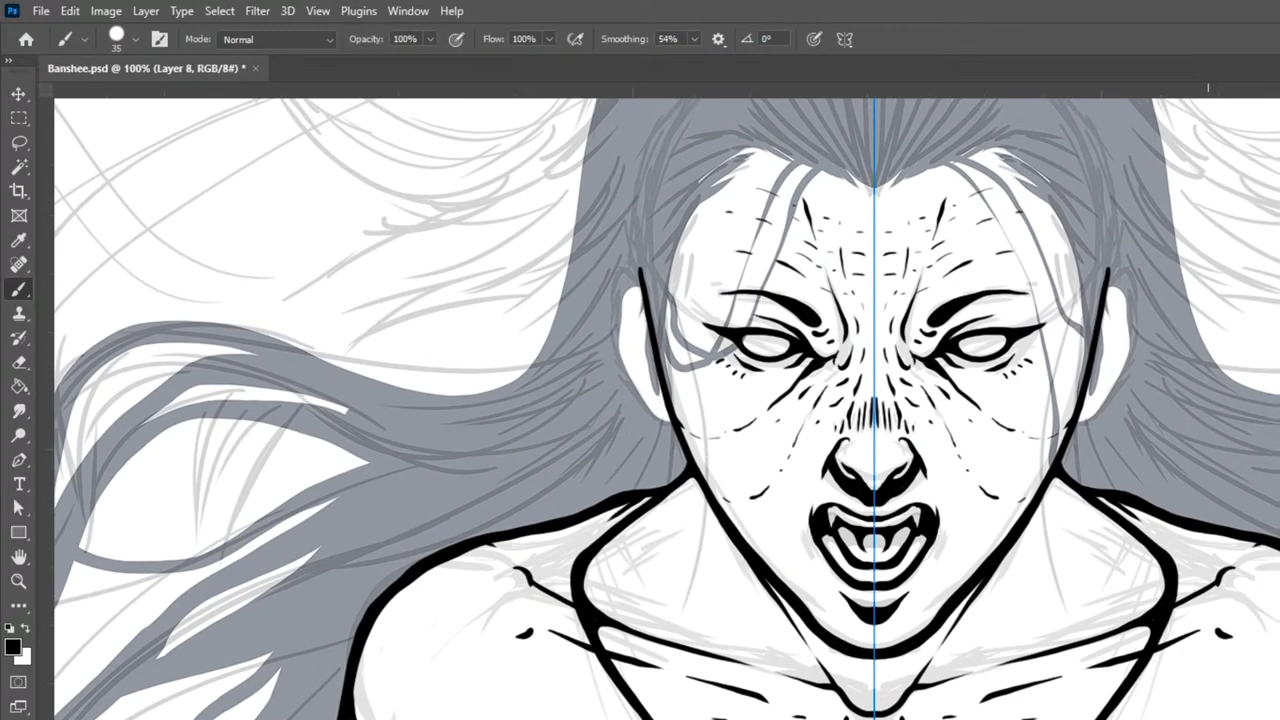 Ps File Edit Image Layer Type Select Filter 3D View Plugins Window Help
35 Mode: Normal Opacity: 100% Flow: 100% Smoothing: 54% 0°
Banshee.psd @ 100% (Layer 8, RGB/8#) * ×
T